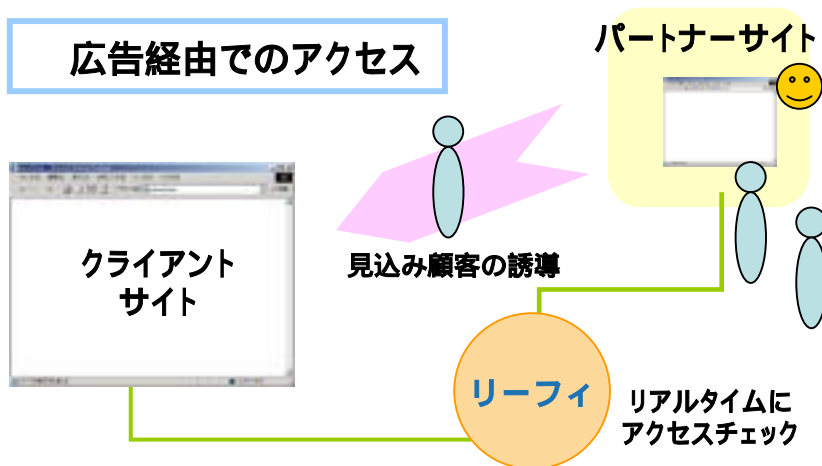 広告経由でのアクセス
パートナーサイト
クライアント
サイト
見込み顧客の誘導
リーフィ
リアルタイムに
アクセスチェック